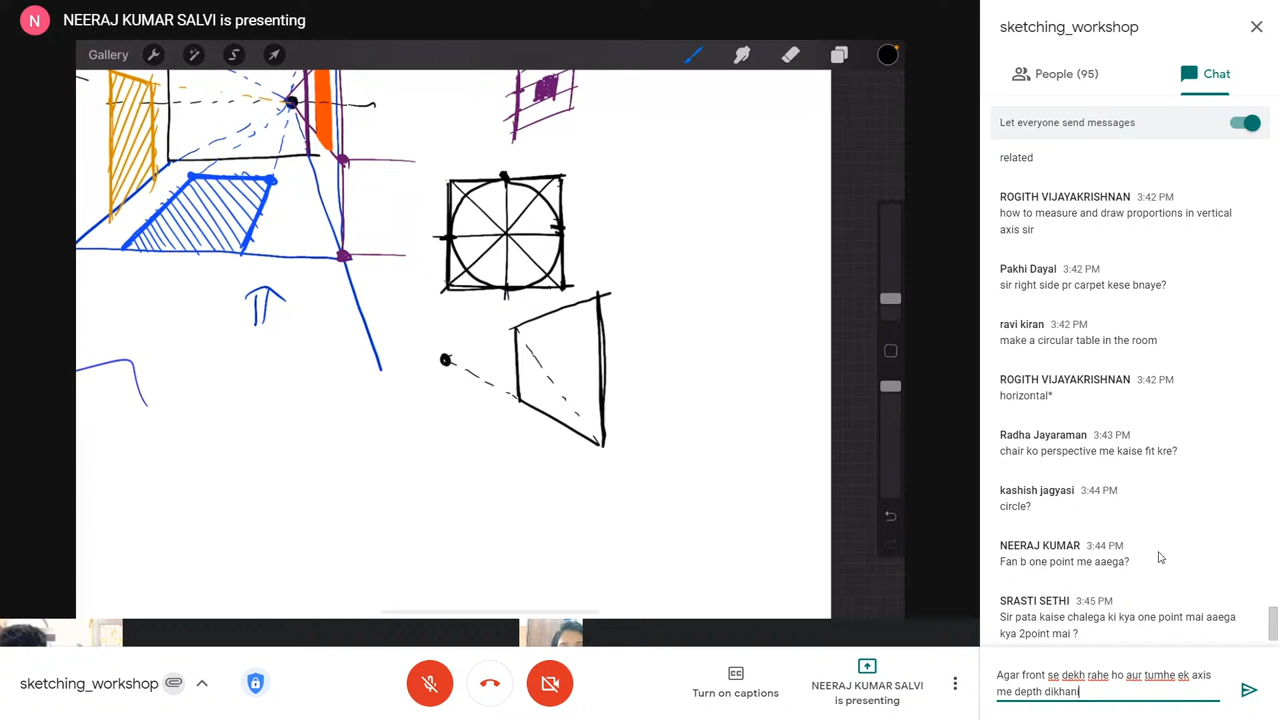 N
NEERAJ KUMAR SALVI is presenting
Gallery
sketching_workshop
People (95)
Chat
Let everyone send messages
related
ROGITH VIJAYAKRISHNAN 3:42 PM
how to measure and draw proportions in vertical
axis sir
Pakhi Dayal 3:42 PM
sir right side pr carpet kese bnaye?
ravi kiran 3:42 PM
make a circular table in the room
ROGITH VIJAYAKRISHNAN 3:42 PM
horizontal*
Radha Jayaraman 3:43 PM
chair ko perspective me kaise fit kre?
kashish jagyasi 3:44 PM
circle?
NEERAJ KUMAR 3:44 PM
Fan b one point me aaega?
SRASTI SETHI 3:45 PM
Sir pata kaise chalega ki kya one point mai aaega
kya 2point mai ?
Agar front se dekh rahe ho aur tumhe ek axis
me depth dikhani
sketching_workshop
Turn on captions
NEERAJ KUMAR SALVI
is presenting